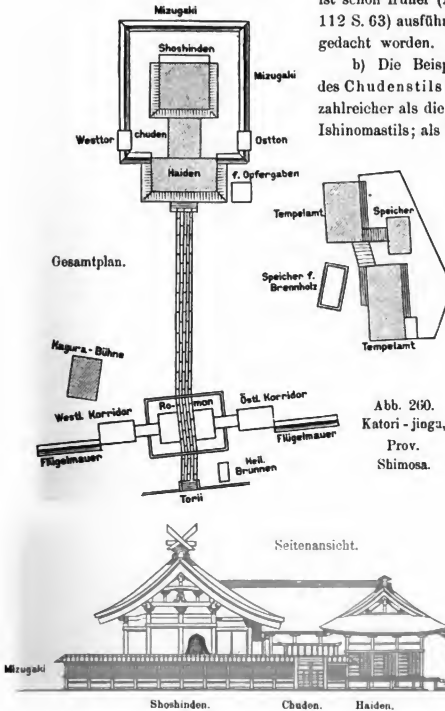 ist schon früher
112 S. 63) ausführ
gedacht worden.
b) Die Beisp
des Chudenstils
zahlreicher als die
Ishinomastils; als
Mizugaki
Shoshinden
Mizugaki
Westtor
chuden
Ostton
Haiden
f. Opfergaben
Gesamtplan.
Tempelamt
Speicher
Speicher f.
Brennholz
Tempelamt
Kagura-Bühne
Westl. Korridor
Ro-mon
Östl. Korridor
Flügelmauer
Flügelmauer
Heil.
Brunnen
Torii
Abb. 260.
Katori-jingu,
Prov.
Shimosa.
Seitenansicht.
Mizugaki
Shoshinden.
Chuden.
Haiden.